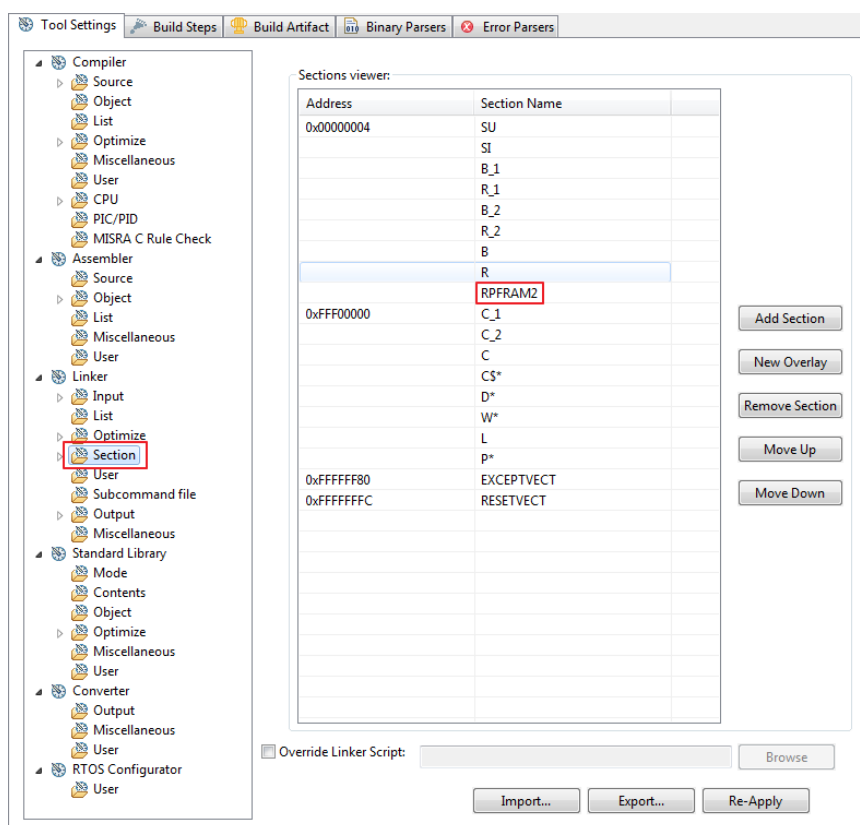 Tool Settings Build Steps Build Artifact Binary Parsers Error Parsers
Compiler
Source
Object
List
Optimize
Miscellaneous
User
CPU
PIC/PID
MISRA C Rule Check
Assembler
Source
Object
List
Miscellaneous
User
Linker
Input
List
Optimize
Section
User
Subcommand file
Output
Miscellaneous
Standard Library
Mode
Contents
Object
Optimize
Miscellaneous
User
Converter
Output
Miscellaneous
User
RTOS Configurator
User
Sections viewer:
Address Section Name
0x00000004 SU
SI
B_1
R_1
B_2
R_2
B
R
RPFRAM2
0xFFF00000 C_1
C_2
C
C$*
D*
W*
L
P*
0xFFFFFF80 EXCEPTVECT
0xFFFFFFFC RESETVECT
Add Section
New Overlay
Remove Section
Move Up
Move Down
Override Linker Script: Browse
Import... Export... Re-Apply